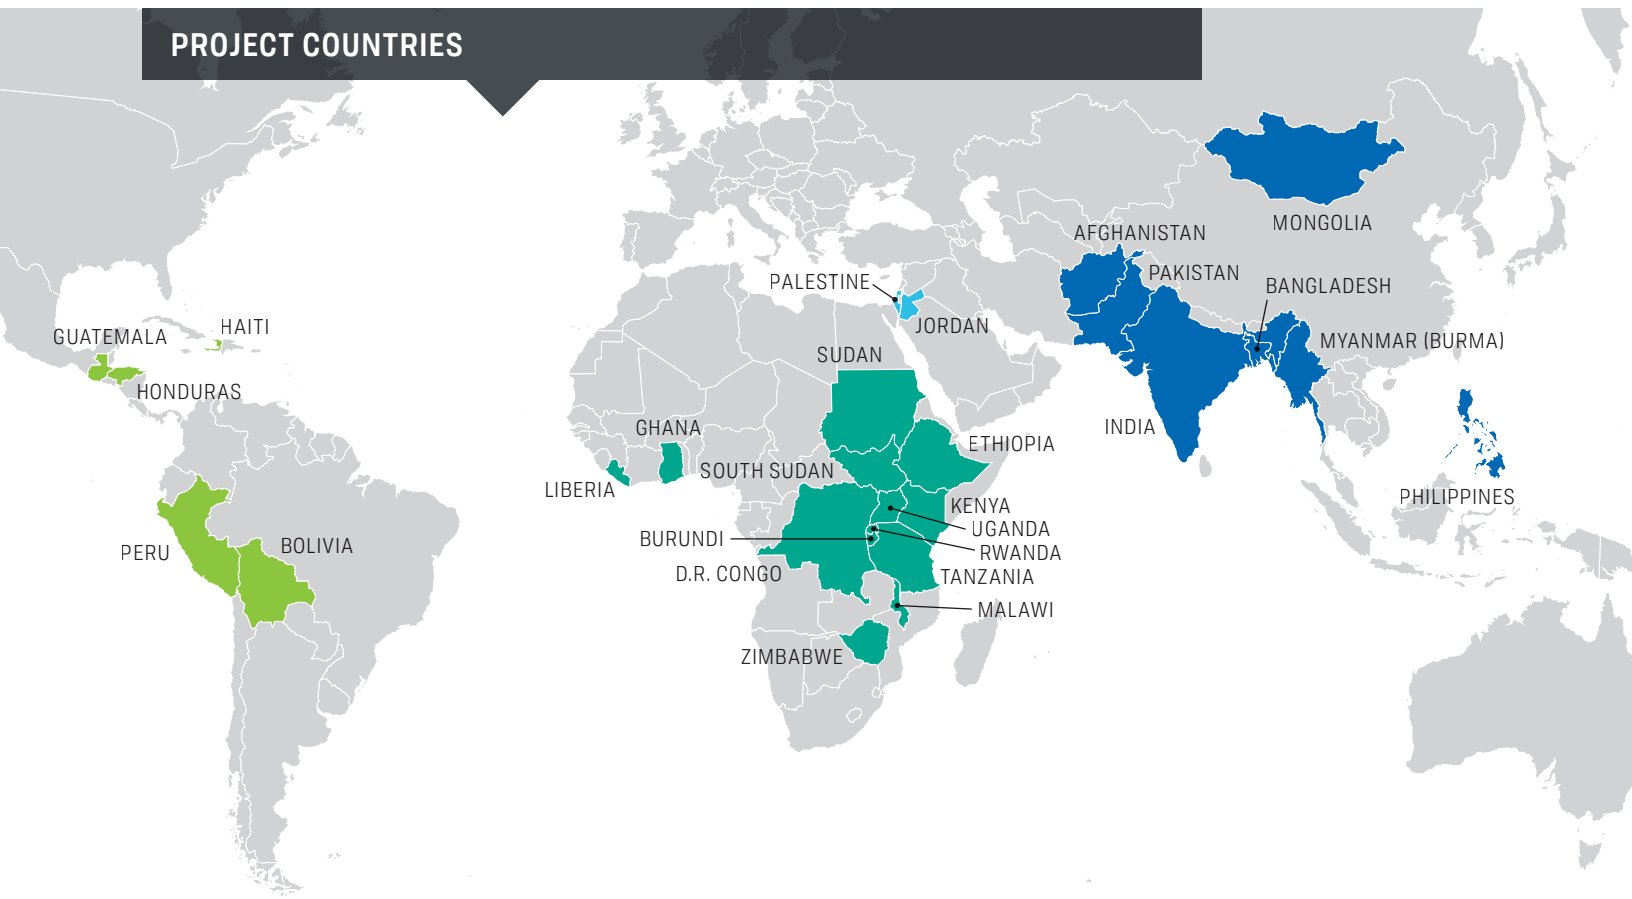 PROJECT COUNTRIES
MONGOLIA
AFGHANISTAN
PAKISTAN
PALESTINE
BANGLADESH
JORDAN
GUATEMALA
HAITI
MYANMAR (BURMA)
SUDAN
HONDURAS
GHANA
INDIA
ETHIOPIA
SOUTH SUDAN
LIBERIA
PHILIPPINES
KENYA
UGANDA
BURUNDI
RWANDA
PERU
BOLIVIA
D.R. CONGO
TANZANIA
MALAWI
ZIMBABWE